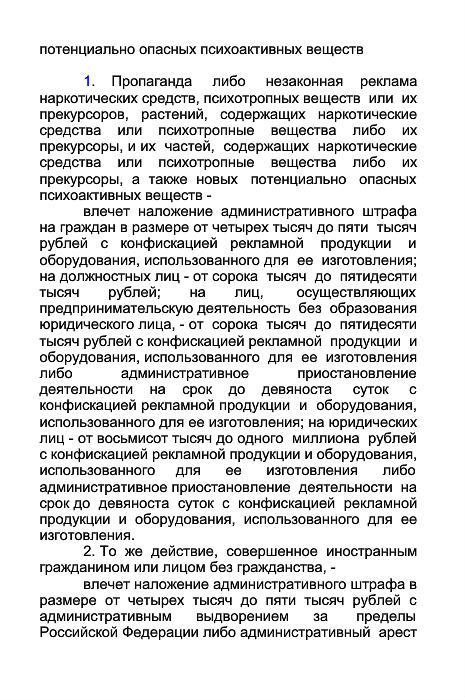 потенциально опасных психоактивных веществ
1. Пропаганда либо незаконная реклама
наркотических средств, психотропных веществ или их
прекурсоров, растений, содержащих наркотические
средства или психотропные вещества либо их
прекурсоры, и их частей, содержащих наркотические
средства или психотропные вещества либо их
прекурсоры, а также новых потенциально опасных
психоактивных веществ -
влечет наложение административного штрафа
на граждан в размере от четырех тысяч до пяти тысяч
рублей с конфискацией рекламной продукции и
оборудования, использованного для ее изготовления;
на должностных лиц - от сорока тысяч до пятидесяти
тысяч рублей; на лиц, осуществляющих
предпринимательскую деятельность без образования
юридического лица, - от сорока тысяч до пятидесяти
тысяч рублей с конфискацией рекламной продукции и
оборудования, использованного для ее изготовления
либо административное приостановление
деятельности на срок до девяноста суток с
конфискацией рекламной продукции и оборудования,
использованного для ее изготовления; на юридических
лиц - от восьмисот тысяч до одного миллиона рублей
с конфискацией рекламной продукции и оборудования,
использованного для ее изготовления либо
административное приостановление деятельности на
срок до девяноста суток с конфискацией рекламной
продукции и оборудования, использованного для ее
изготовления.
2. То же действие, совершенное иностранным
гражданином или лицом без гражданства, -
влечет наложение административного штрафа в
размере от четырех тысяч до пяти тысяч рублей с
административным выдворением за пределы
Российской Федерации либо административный арест